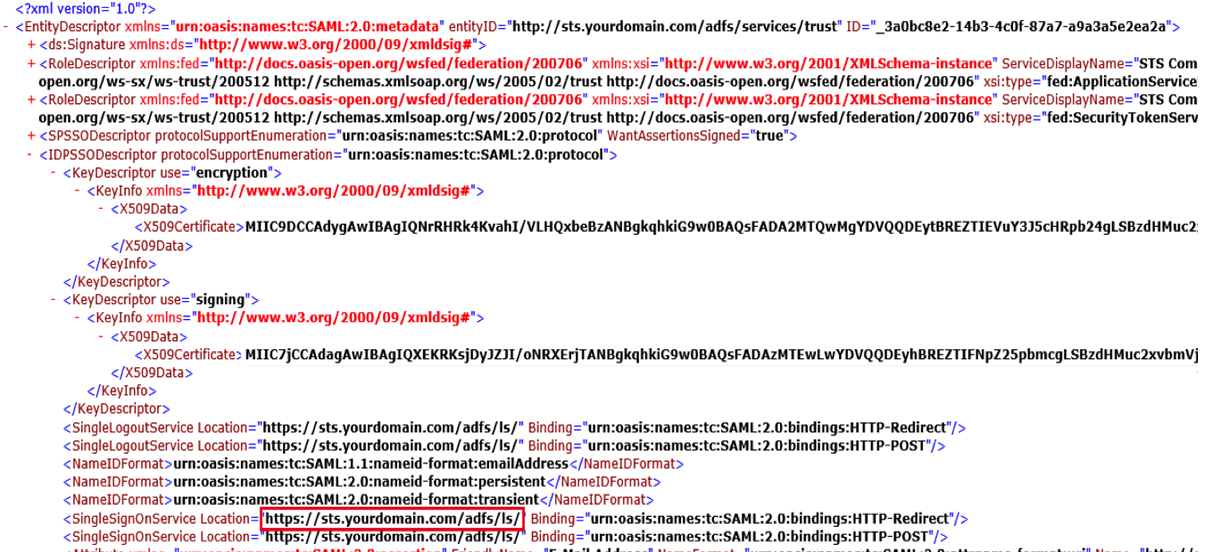 <?xml version="1.0"?>
- <EntityDescriptor xmlns="urn:oasis:names:tc:SAML:2.0:metadata" entityID="http://sts.yourdomain.com/adfs/services/trust" ID="_3a0bc8e2-14b3-4c0f-87a7-a9a3a5e2ea2a">
+ <ds:Signature xmlns:ds="http://www.w3.org/2000/09/xmldsig#">
+ <RoleDescriptor xmlns:fed="http://docs.oasis-open.org/wsfed/federation/200706" xmlns:xsi="http://www.w3.org/2001/XMLSchema-instance" ServiceDisplayName="STS Com
open.org/ws-sx/ws-trust/200512 http://schemas.xmlsoap.org/ws/2005/02/trust http://docs.oasis-open.org/wsfed/federation/200706" xsi:type="fed:ApplicationService
+ <RoleDescriptor xmlns:fed="http://docs.oasis-open.org/wsfed/federation/200706" xmlns:xsi="http://www.w3.org/2001/XMLSchema-instance" ServiceDisplayName="STS Com
open.org/ws-sx/ws-trust/200512 http://schemas.xmlsoap.org/ws/2005/02/trust http://docs.oasis-open.org/wsfed/federation/200706" xsi:type="fed:SecurityTokenServ
+ <SPSSODescriptor protocolSupportEnumeration="urn:oasis:names:tc:SAML:2.0:protocol" WantAssertionsSigned="true">
- <IDPSSODescriptor protocolSupportEnumeration="urn:oasis:names:tc:SAML:2.0:protocol">
- <KeyDescriptor use="encryption">
- <KeyInfo xmlns="http://www.w3.org/2000/09/xmldsig#">
- <X509Data>
<X509Certificate>MIIC9DCCAdygAwIBAgIQNrRHRk4KvahI/VLHQxbeBzANBgkqhkiG9w0BAQsFADA2MTQwMgYDVQQDEytBREZTIEVuY3J5cHRpb24gLSBzdHMuc2
</X509Data>
</KeyInfo>
</KeyDescriptor>
- <KeyDescriptor use="signing">
- <KeyInfo xmlns="http://www.w3.org/2000/09/xmldsig#">
- <X509Data>
<X509Certificate> MIIC7jCCAdagAwIBAgIQXEKRKsjDyJZJI/oNRXErjTANBgkqhkiG9w0BAQsFADAzMTEwLwYDVQQDEyhBREZTIFNpZ25pbmcgLSBzdHMuc2xvbmVj
</X509Data>
</KeyInfo>
</KeyDescriptor>
<SingleLogoutService Location="https://sts.yourdomain.com/adfs/ls/" Binding="urn:oasis:names:tc:SAML:2.0:bindings:HTTP-Redirect"/>
<SingleLogoutService Location="https://sts.yourdomain.com/adfs/ls/" Binding="urn:oasis:names:tc:SAML:2.0:bindings:HTTP-POST"/>
<NameIDFormat>urn:oasis:names:tc:SAML:1.1:nameid-format:emailAddress</NameIDFormat>
<NameIDFormat>urn:oasis:names:tc:SAML:2.0:nameid-format:persistent</NameIDFormat>
<NameIDFormat>urn:oasis:names:tc:SAML:2.0:nameid-format:transient</NameIDFormat>
<SingleSignOnService Location="https://sts.yourdomain.com/adfs/ls/" Binding="urn:oasis:names:tc:SAML:2.0:bindings:HTTP-Redirect"/>
<SingleSignOnService Location="https://sts.yourdomain.com/adfs/ls/" Binding="urn:oasis:names:tc:SAML:2.0:bindings:HTTP-POST"/>